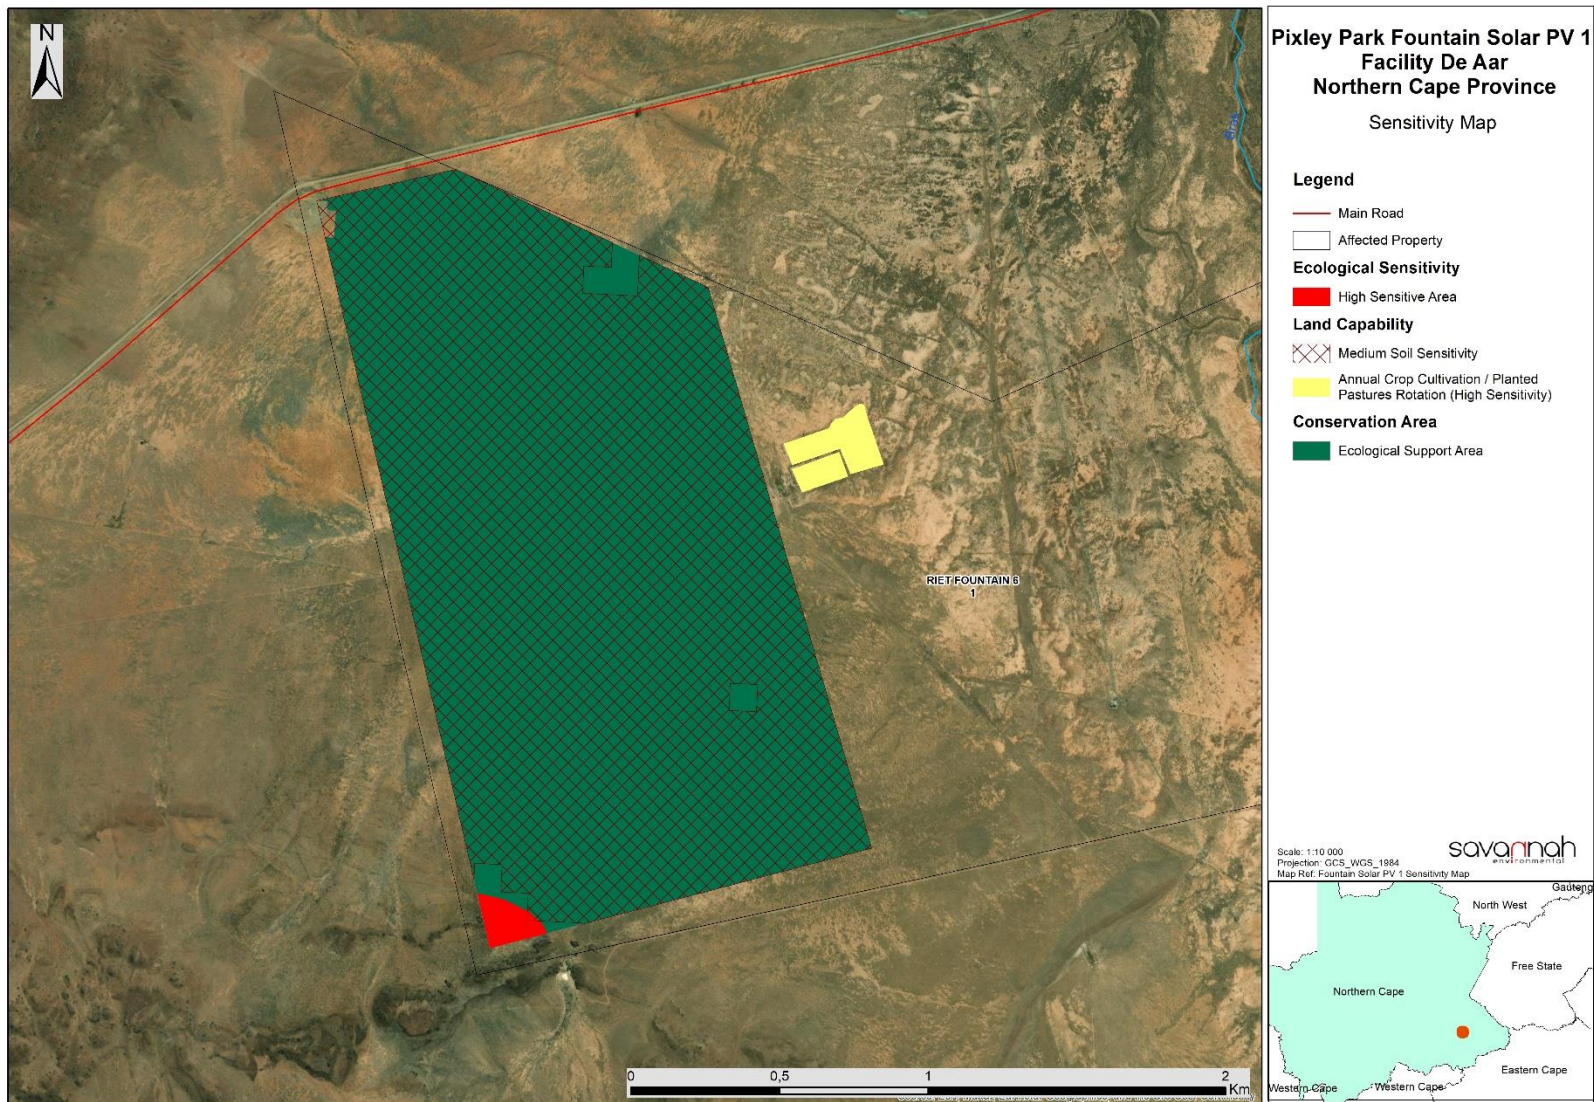 N
RIET FOUNTAIN 6
1
0
0,5
1
2
Km
Pixley Park Fountain Solar PV 1
Facility De Aar
Northern Cape Province
Sensitivity Map
Legend
Main Road
Affected Property
Ecological Sensitivity
High Sensitive Area
Land Capability
Medium Soil Sensitivity
Annual Crop Cultivation / Planted
Pastures Rotation (High Sensitivity)
Conservation Area
Ecological Support Area
Scale: 1:10 000
Projection: GCS_WGS_1984
Map Ref: Fountain Solar PV 1 Sensitivity Map
savannah
environmental
Gauteng
North West
Free State
Northern Cape
Eastern Cape
Western Cape
Western Cape